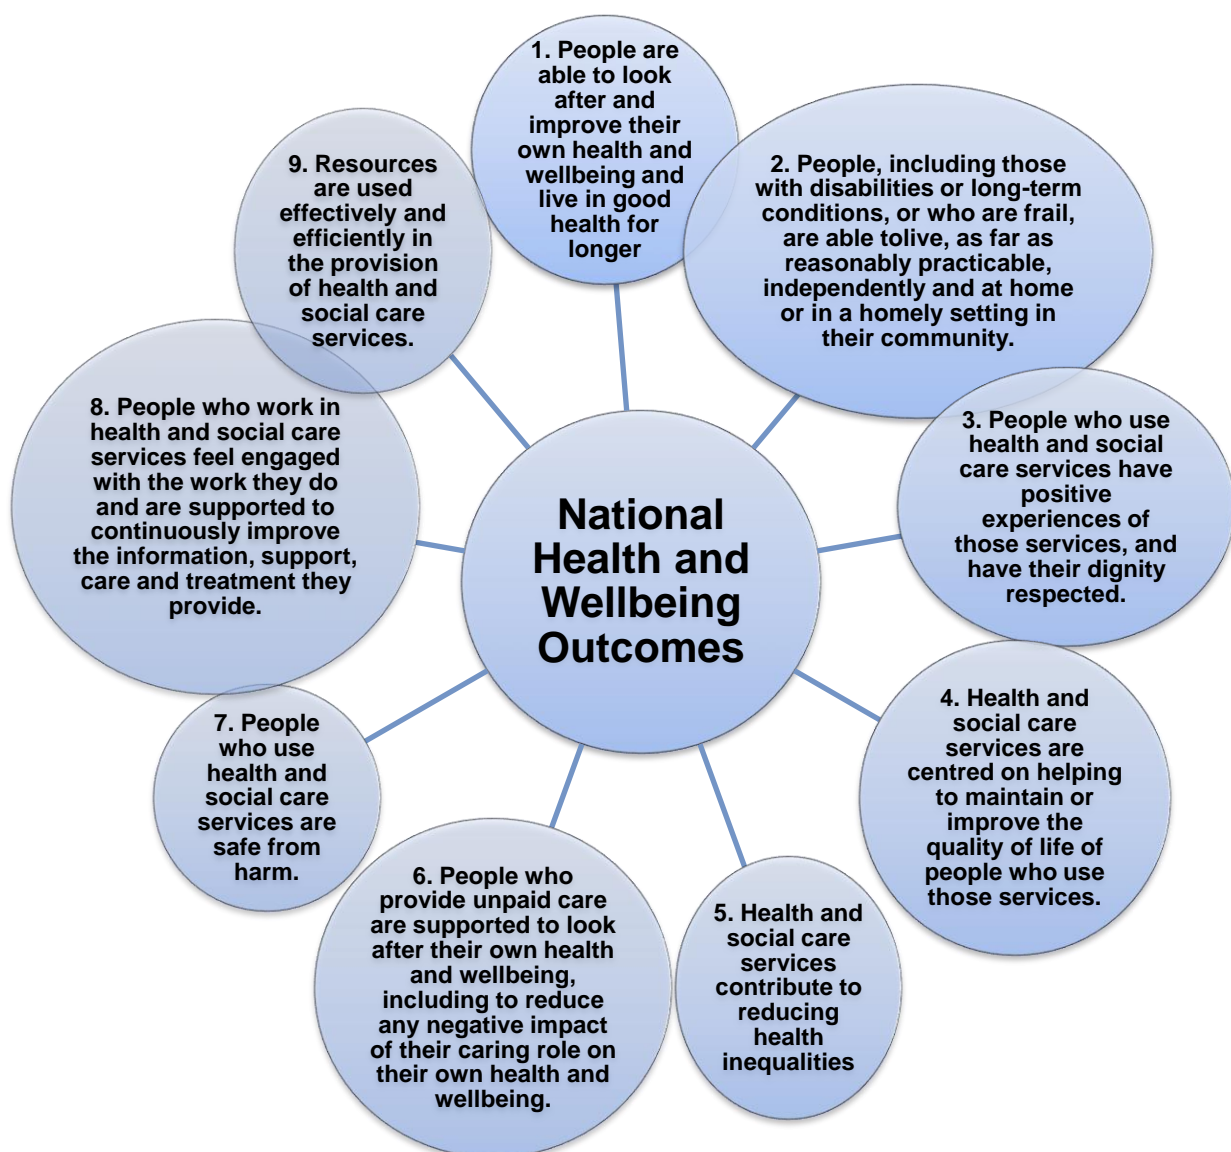 1. People are
able to look
after and
improve their
own health and
wellbeing and
live in good
health for
longer
2. People, including those
with disabilities or long-term
conditions, or who are frail,
are able tolive, as far as
reasonably practicable,
independently and at home
or in a homely setting in
their community.
3. People who use
health and social
care services have
positive
experiences of
those services, and
have their dignity
respected.
4. Health and
social care
services are
centred on helping
to maintain or
improve the
quality of life of
people who use
those services.
5. Health and
social care
services
contribute to
reducing
health
inequalities
6. People who
provide unpaid care
are supported to look
after their own health
and wellbeing,
including to reduce
any negative impact
of their caring role on
their own health and
wellbeing.
7. People
who use
health and
social care
services are
safe from
harm.
8. People who work in
health and social care
services feel engaged
with the work they do
and are supported to
continuously improve
the information, support,
care and treatment they
provide.
9. Resources
are used
effectively and
efficiently in
the provision
of health and
social care
services.
National
Health and
Wellbeing
Outcomes